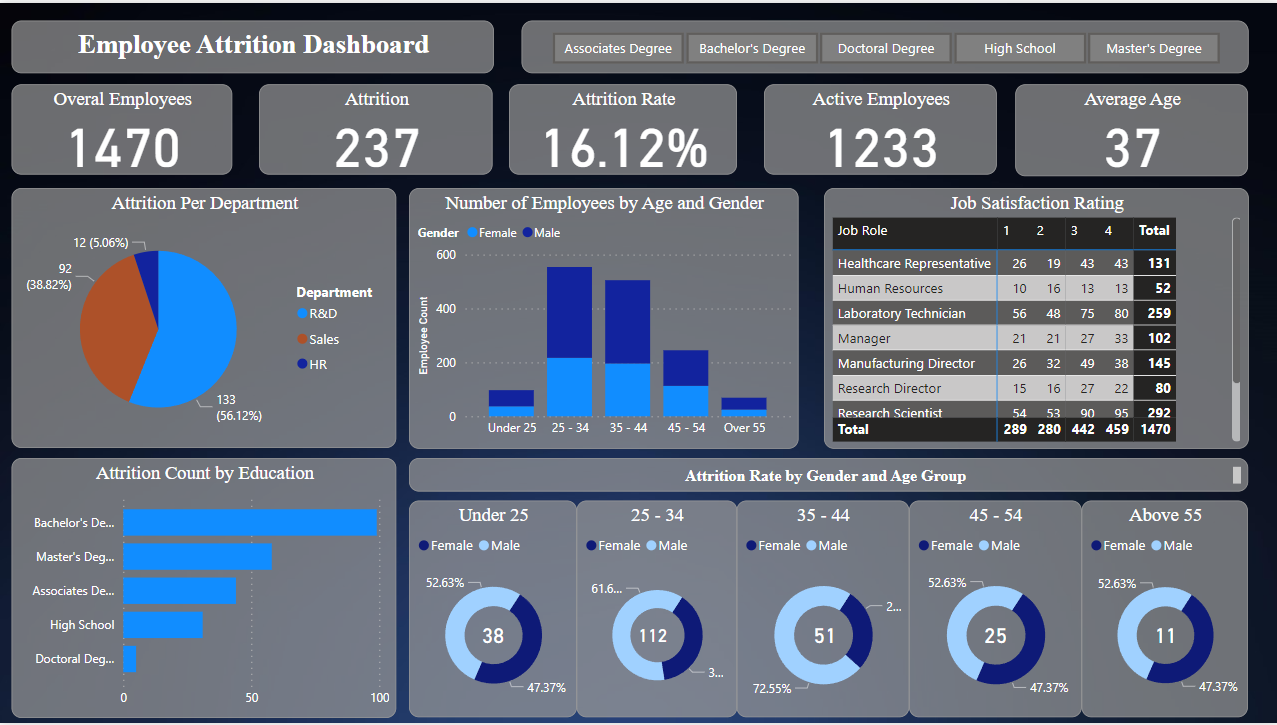 Employee Attrition Dashboard
Associates Degree Bachelor's Degree Doctoral Degree High School Master's Degree
Overal Employees Attrition Attrition Rate Active Employees Average Age
1470 237 16.12% 1233 37
Attrition Per Department
12 (5.06%)
92
(38.82%)
133
(56.12%)
Department
R&D
Sales
HR
Number of Employees by Age and Gender
Gender Female Male
Employee Count
600
400
200
0
Under 25 25 - 34 35 - 44 45 - 54 Over 55
Job Satisfaction Rating
Job Role 1 2 3 4 Total
Healthcare Representative 26 19 43 43 131
Human Resources 10 16 13 13 52
Laboratory Technician 56 48 75 80 259
Manager 21 21 27 33 102
Manufacturing Director 26 32 49 38 145
Research Director 15 16 27 22 80
Research Scientist 54 53 90 95 292
Total 289 280 442 459 1470
Attrition Count by Education
Bachelor's De...
Master's Deg...
Associates De...
High School
Doctoral Deg...
0 50 100
Attrition Rate by Gender and Age Group
Under 25
Female Male
52.63%
38
47.37%
25 - 34
Female Male
61.6...
112
3...
35 - 44
Female Male
2...
51
72.55%
45 - 54
Female Male
52.63%
25
47.37%
Above 55
Female Male
52.63%
11
47.37%